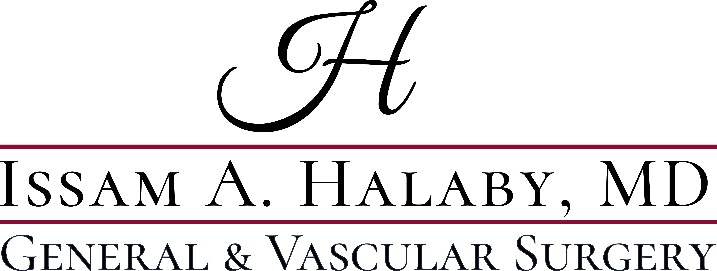 H
Issam A. Halaby, MD
General & Vascular Surgery